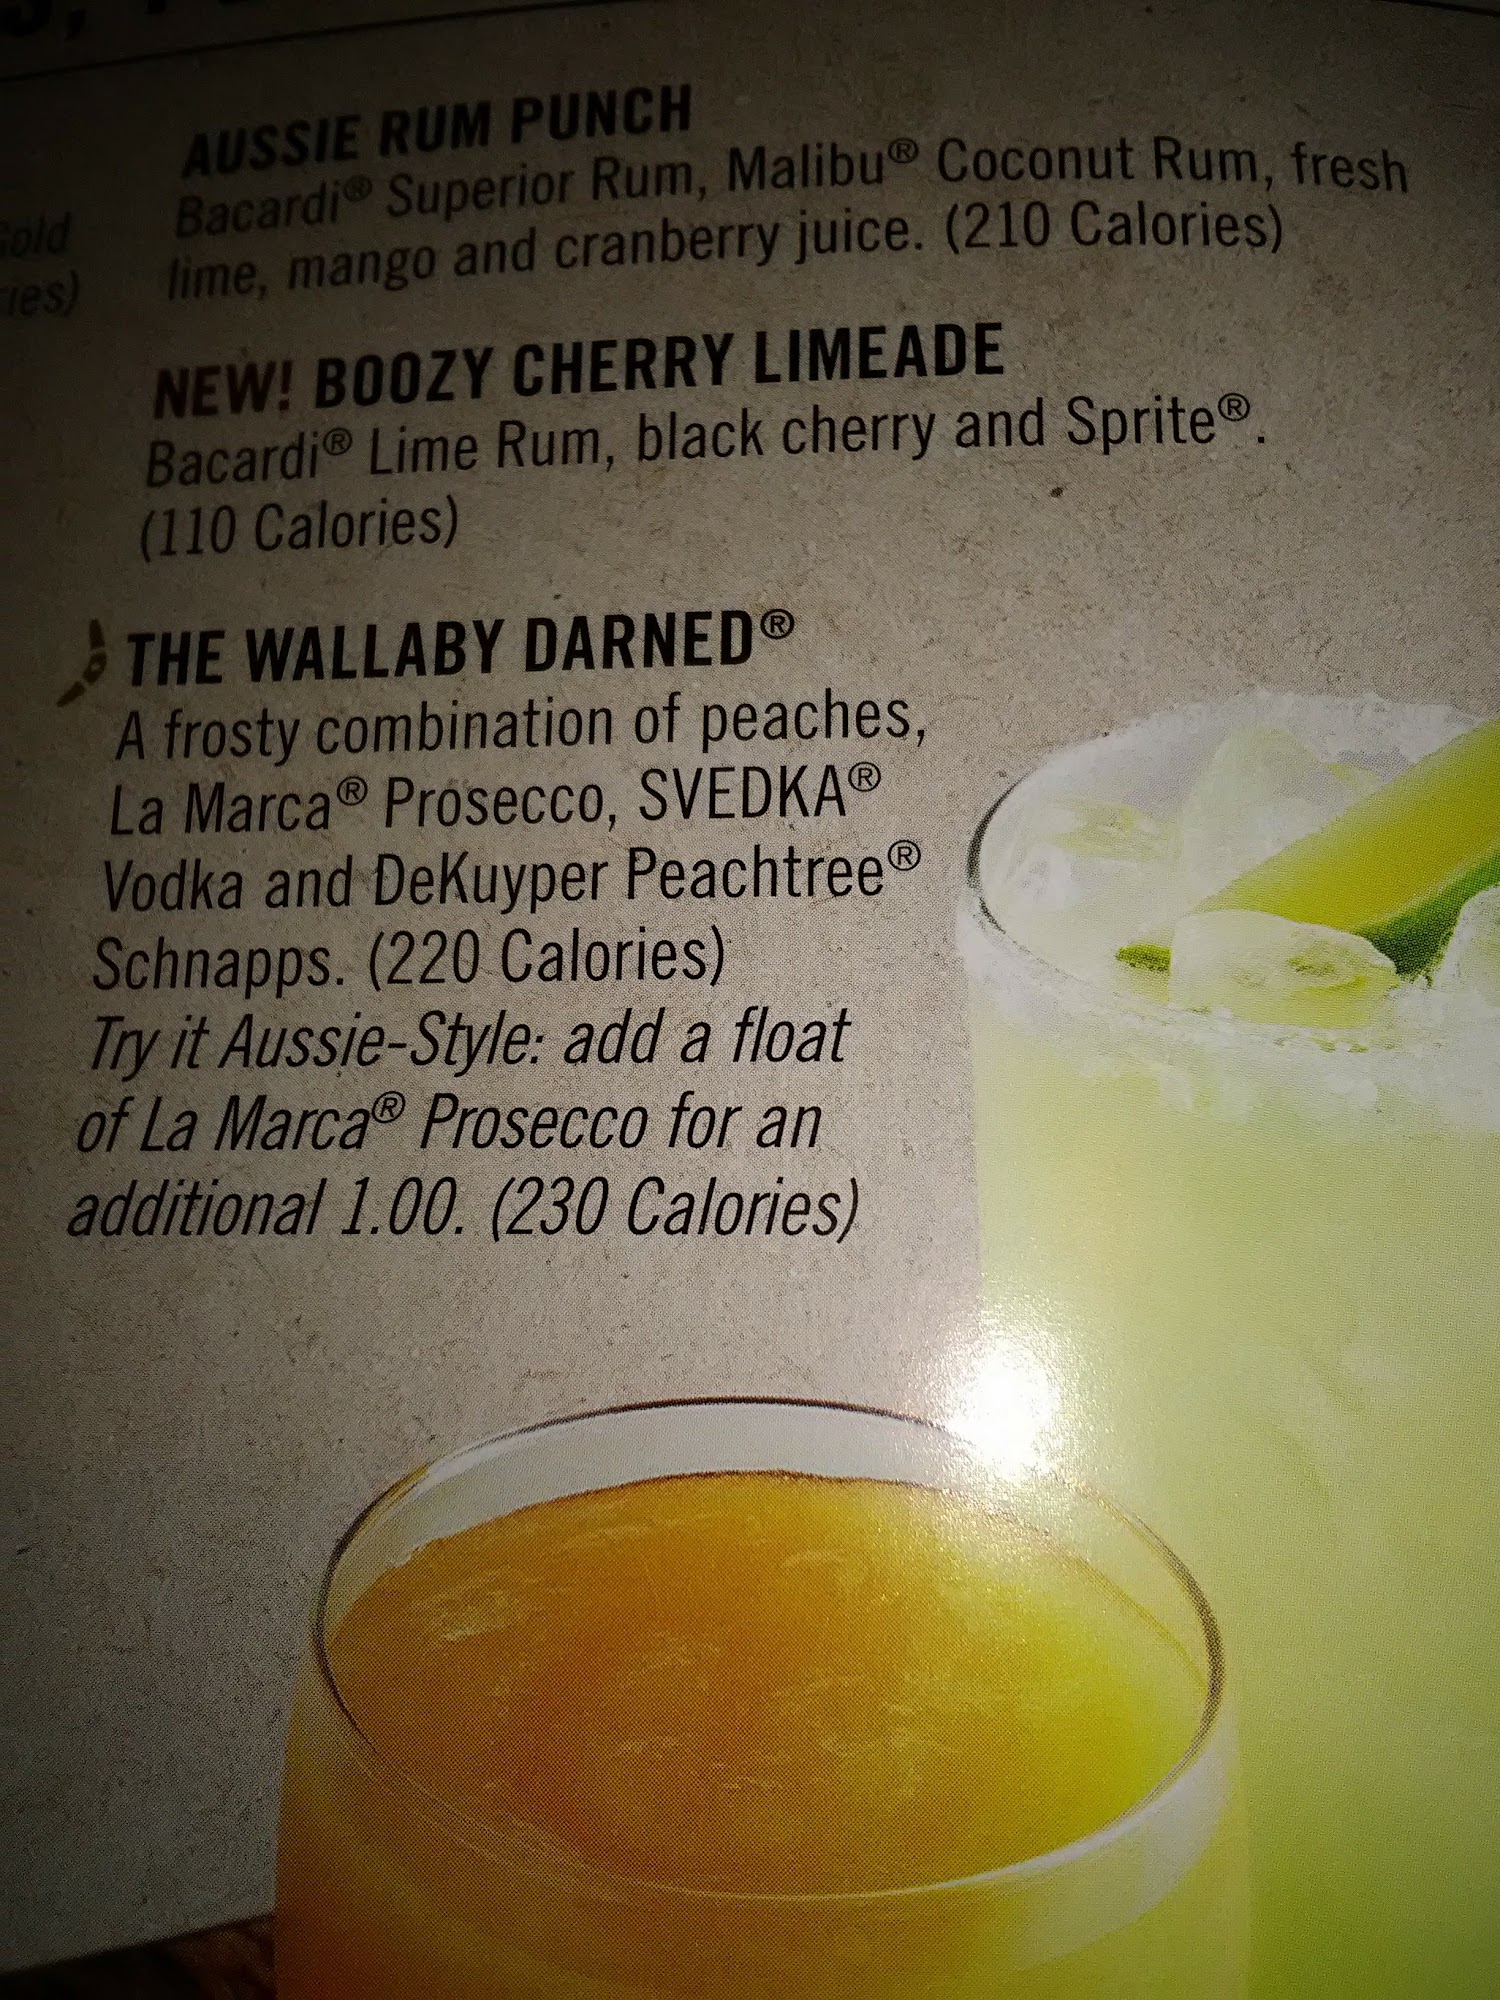 AUSSIE RUM PUNCH
Bacardi® Superior Rum, Malibu® Coconut Rum, fresh
lime, mango and cranberry juice. (210 Calories)
NEW! BOOZY CHERRY LIMEADE
Bacardi® Lime Rum, black cherry and Sprite®.
(110 Calories)
THE WALLABY DARNED®
A frosty combination of peaches,
La Marca® Prosecco, SVEDKA®
Vodka and DeKuyper Peachtree®
Schnapps. (220 Calories)
Try it Aussie-Style: add a float
of La Marca® Prosecco for an
additional 1.00. (230 Calories)